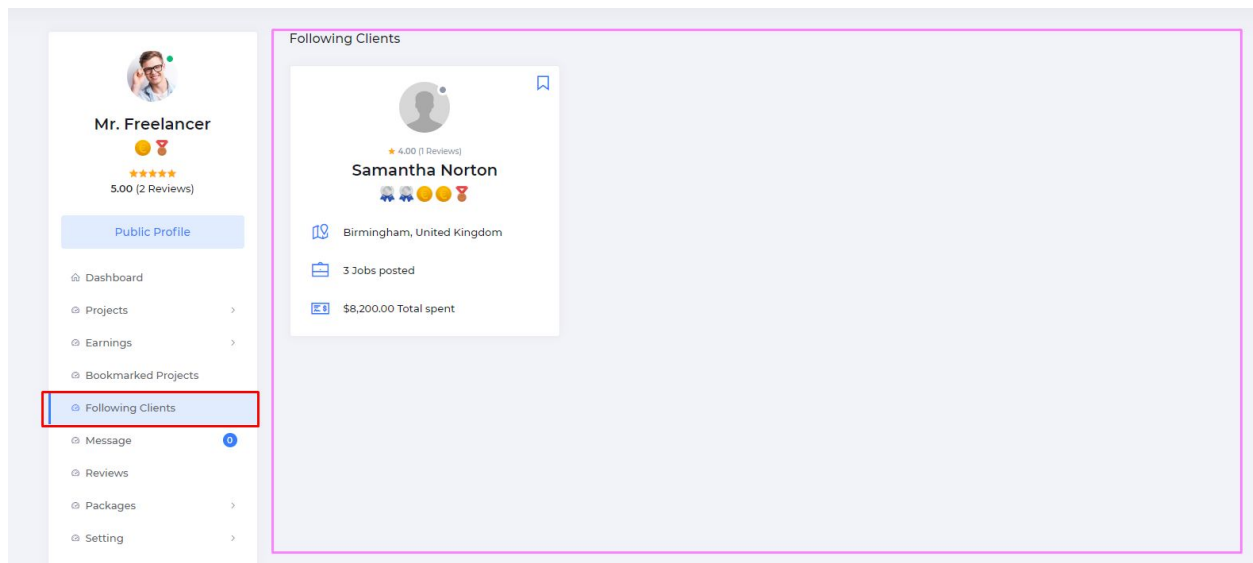 Mr. Freelancer
5.00 (2 Reviews)
Public Profile
Dashboard
Projects
Earnings
Bookmarked Projects
Following Clients
Message 0
Reviews
Packages
Setting
Following Clients
4.00 (1 Reviews)
Samantha Norton
Birmingham, United Kingdom
3 Jobs posted
$8,200.00 Total spent